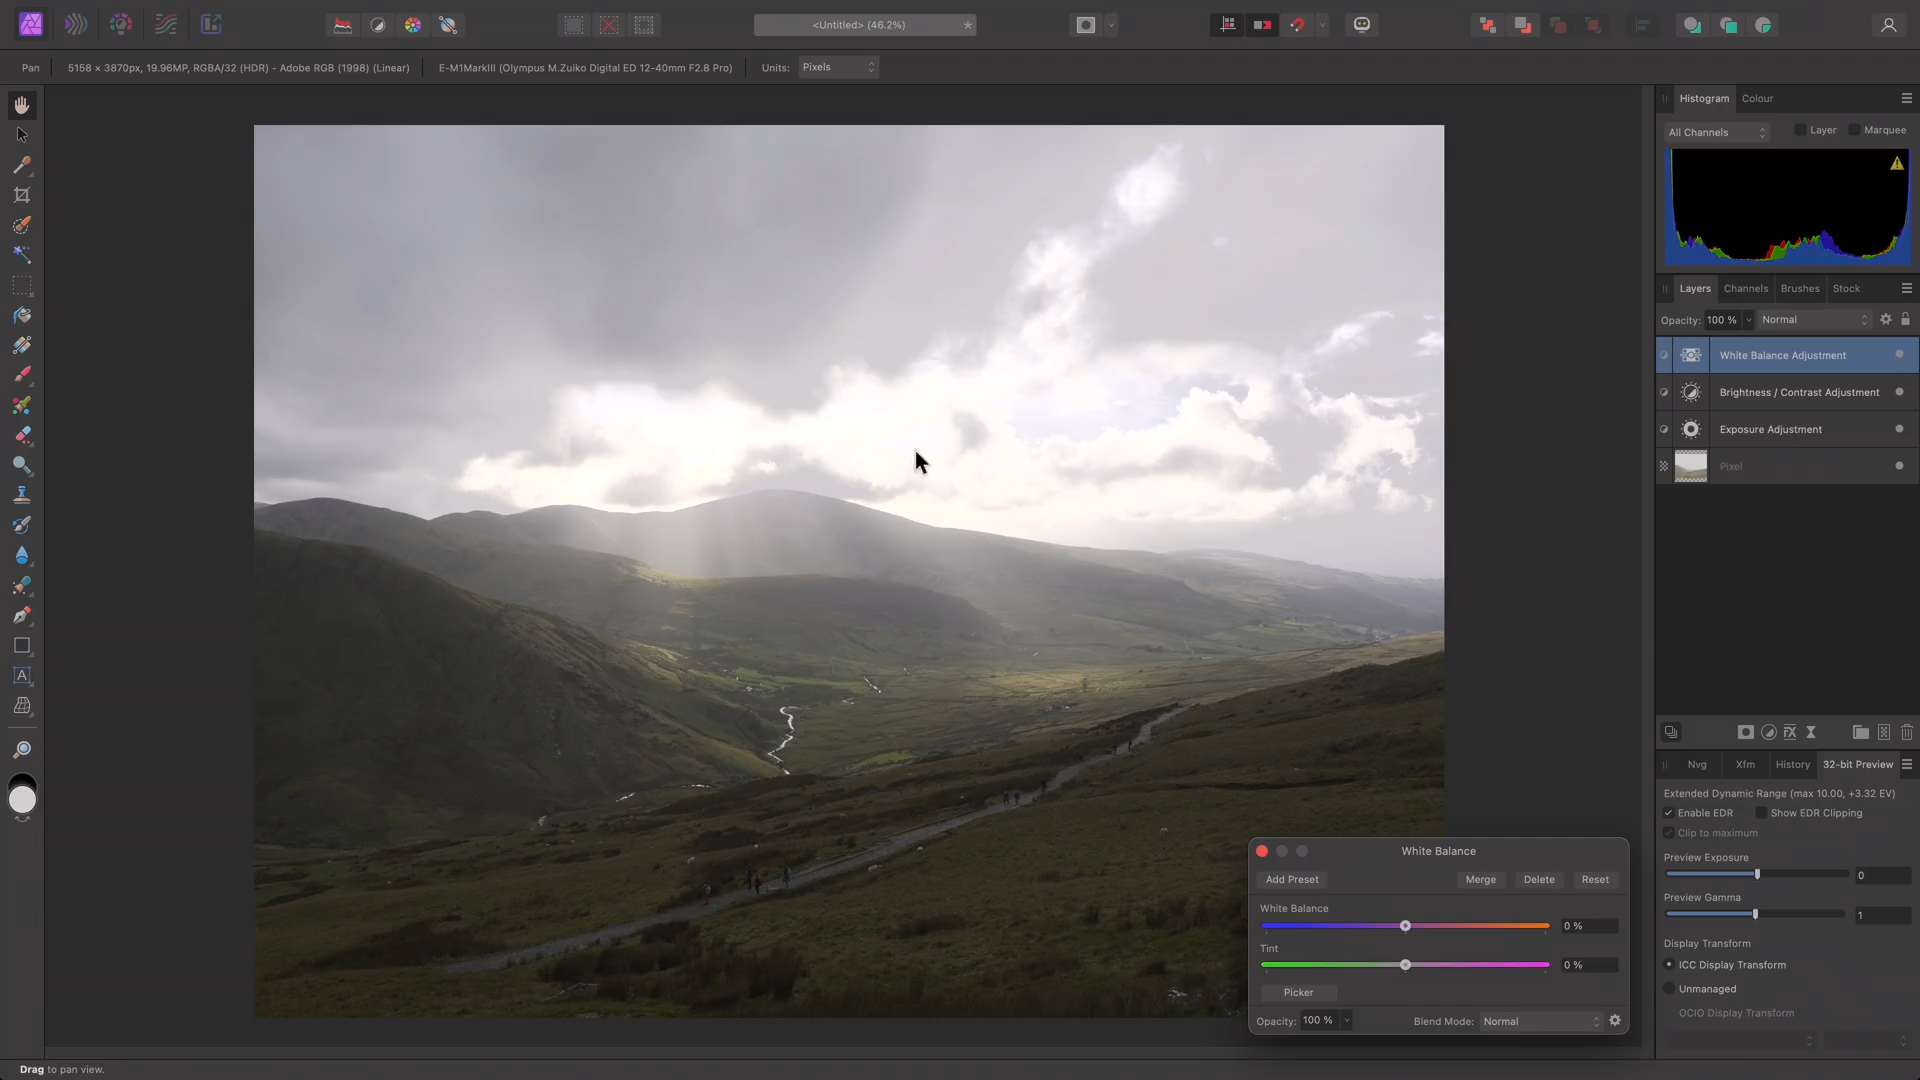 <Untitled> (46.2%)
*
Pan
5158 × 3870px, 19.96MP, RGBA/32 (HDR) - Adobe RGB (1998) (Linear)
E-M1MarkIII (Olympus M.Zuiko Digital ED 12-40mm F2.8 Pro)
Units: Pixels
Histogram
Colour
All Channels
Layer
Marquee
Layers
Channels
Brushes
Stock
Opacity: 100 %
Normal
White Balance Adjustment
Brightness / Contrast Adjustment
Exposure Adjustment
Pixel
Nvg
Xfm
History
32-bit Preview
Extended Dynamic Range (max 10.00, +3.32 EV)
Enable EDR
Show EDR Clipping
Clip to maximum
Preview Exposure
0
Preview Gamma
1
Display Transform
ICC Display Transform
Unmanaged
OCIO Display Transform
White Balance
Add Preset
Merge
Delete
Reset
White Balance
0 %
Tint
0 %
Picker
Opacity: 100 %
Blend Mode: Normal
Drag to pan view.